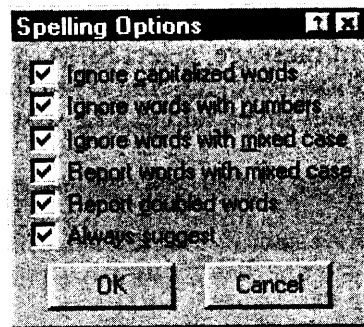 Spelling Options
Ignore capitalized words
Ignore words with numbers
Ignore words with mixed case
Report words with mixed case
Report doubled words
Always suggest
OK Cancel